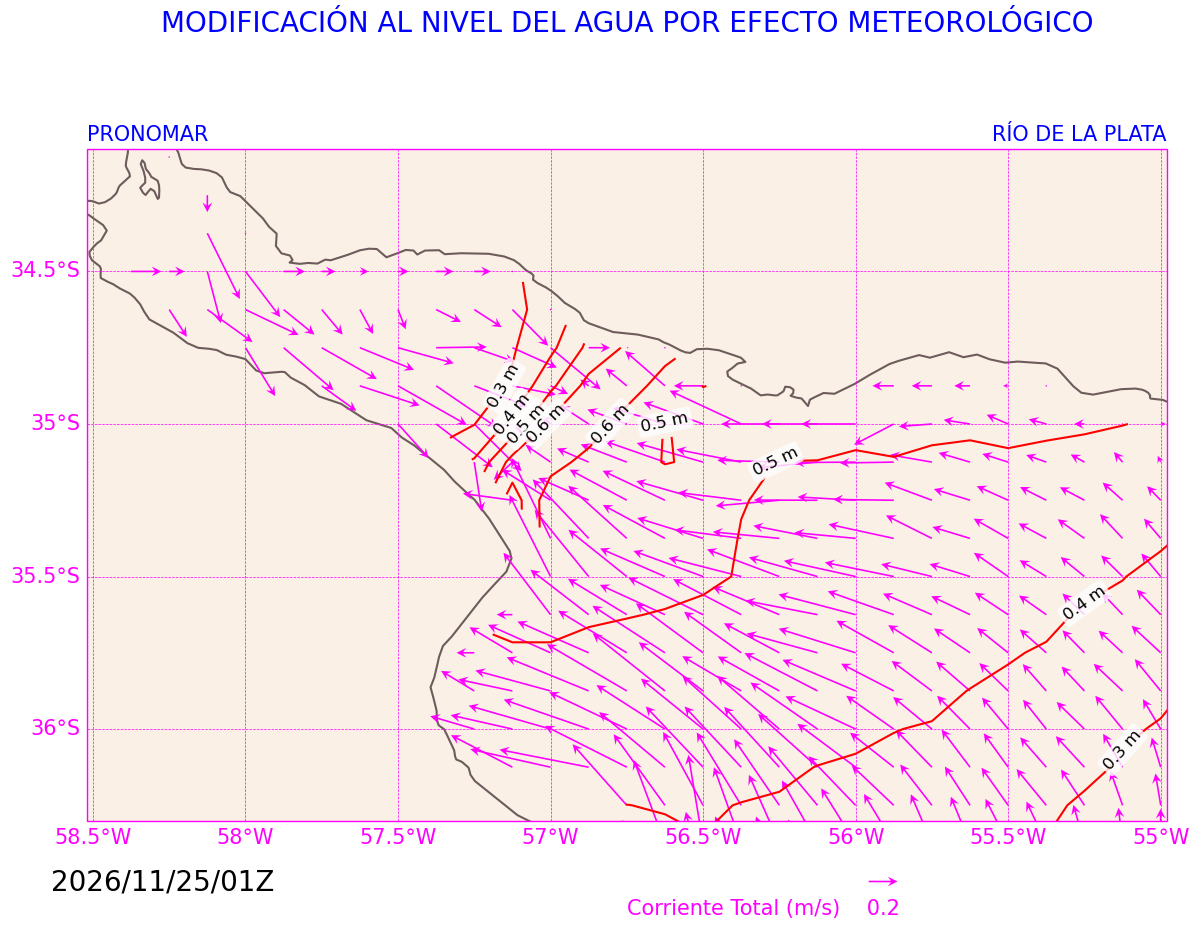 MODIFICACIÓN AL NIVEL DEL AGUA POR EFECTO METEOROLÓGICO
PRONOMAR
RÍO DE LA PLATA
34.5°S
35°S
35.5°S
36°S
0.3 m
0.4 m
0.5 m
0.6 m
0.6 m
0.5 m
0.5 m
0.4 m
0.3 m
58.5°W
58°W
57.5°W
57°W
56.5°W
56°W
55.5°W
55°W
2026/11/25/01Z
Corriente Total (m/s)
0.2